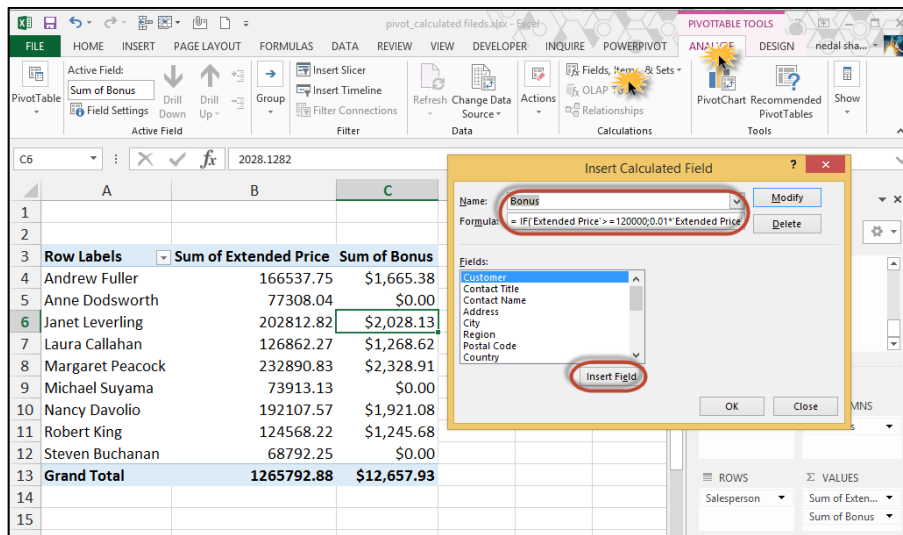 pivot_calculated fileds.xlsx - Excel
PIVOTTABLE TOOLS
FILE HOME INSERT PAGE LAYOUT FORMULAS DATA REVIEW VIEW DEVELOPER INQUIRE POWERPIVOT ANALYZE DESIGN nedal sha...
PivotTable
Active Field:
Sum of Bonus
Field Settings
Drill Down
Drill Up
Active Field
Group
Insert Slicer
Insert Timeline
Filter Connections
Filter
Refresh
Change Data Source
Data
Actions
Fields, Items, & Sets
OLAP
Relationships
Calculations
PivotChart
Recommended PivotTables
Tools
Show
C6
fx
2028.1282
A B C
1
2
3 Row Labels Sum of Extended Price Sum of Bonus
4 Andrew Fuller 166537.75 $1,665.38
5 Anne Dodsworth 77308.04 $0.00
6 Janet Leverling 202812.82 $2,028.13
7 Laura Callahan 126862.27 $1,268.62
8 Margaret Peacock 232890.83 $2,328.91
9 Michael Suyama 73913.13 $0.00
10 Nancy Davolio 192107.57 $1,921.08
11 Robert King 124568.22 $1,245.68
12 Steven Buchanan 68792.25 $0.00
13 Grand Total 1265792.88 $12,657.93
14
15
Insert Calculated Field ? ×
Name: Bonus
Modify
Formula: = IF('Extended Price'>=120000;0.01*'Extended Price
Delete
Fields:
Customer
Contact Title
Contact Name
Address
City
Region
Postal Code
Country
Insert Field
OK Close
MNS
ROWS
Σ VALUES
Salesperson
Sum of Exten...
Sum of Bonus